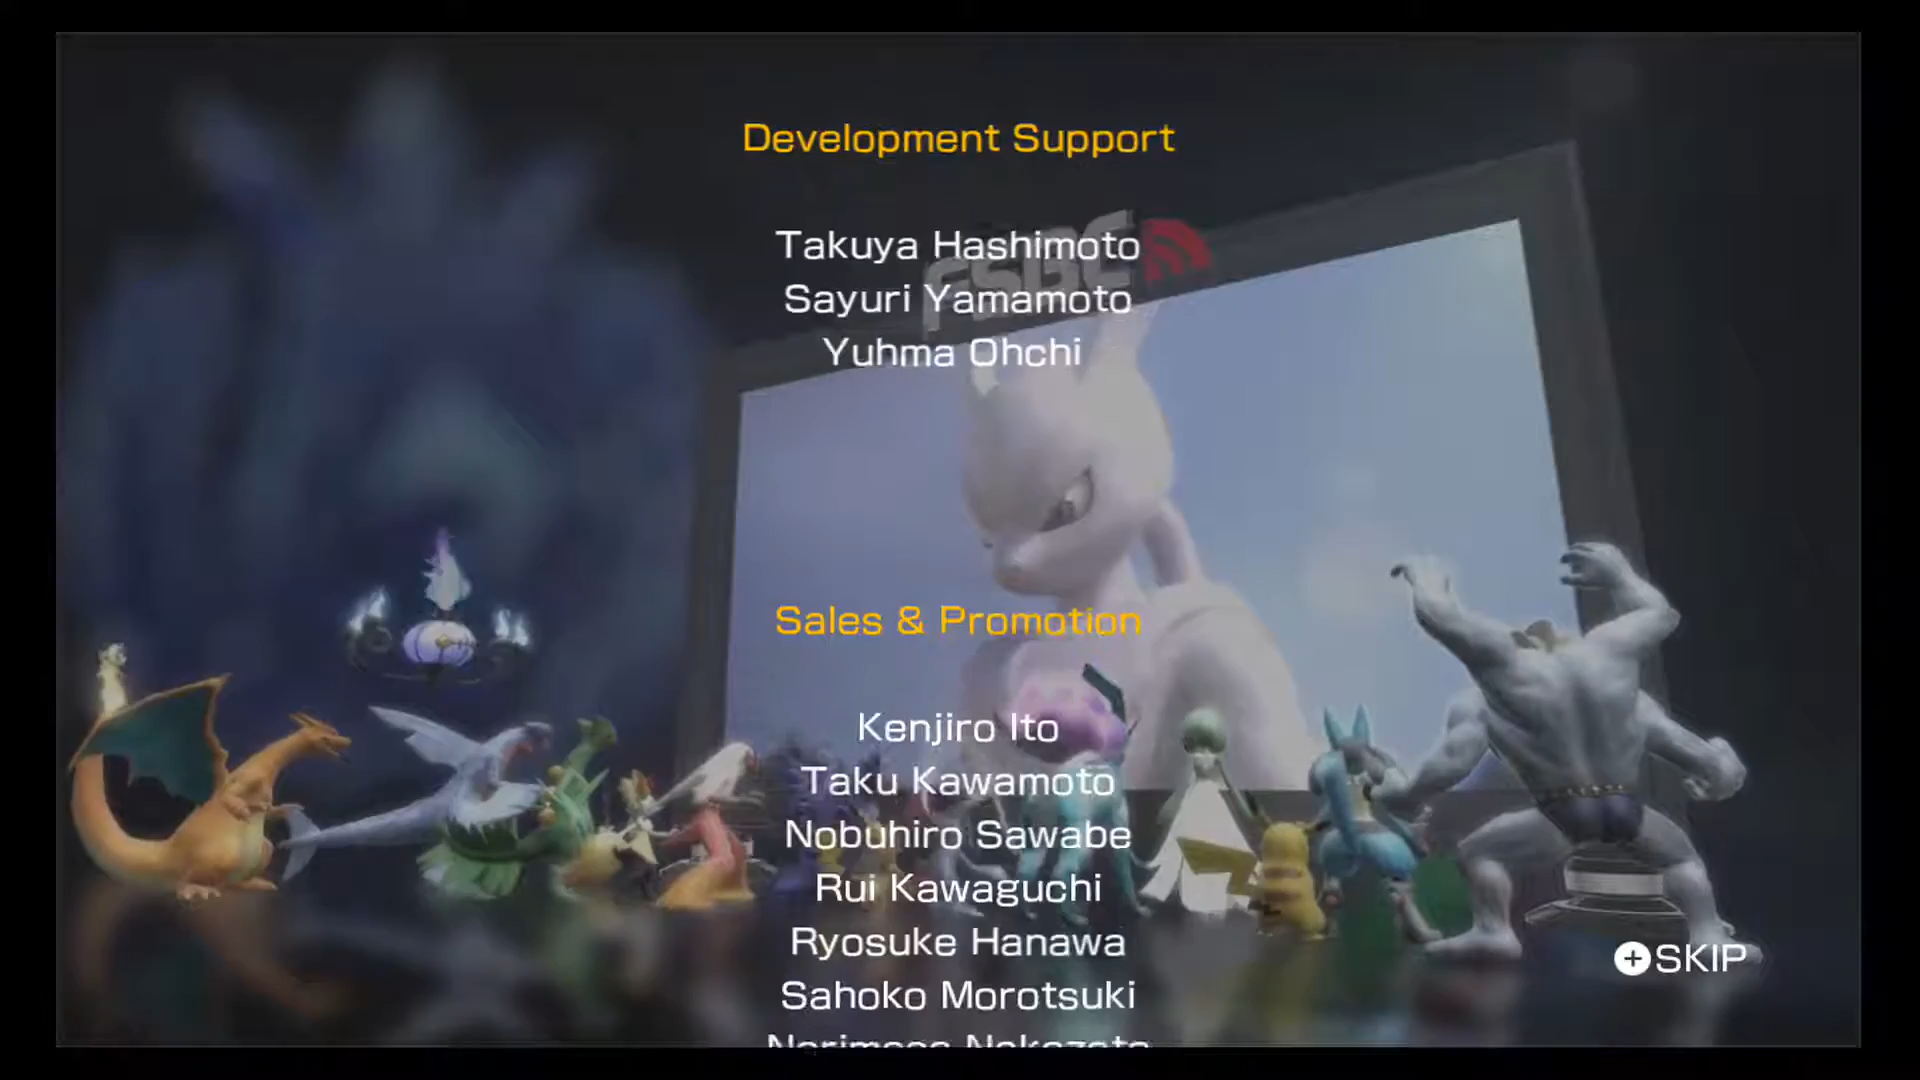 Development Support
Takuya Hashimoto
Sayuri Yamamoto
FSBC
Yuhma Ohchi
Sales & Promotion
Kenjiro Ito
Taku Kawamoto
Nobuhiro Sawabe
Rui Kawaguchi
Ryosuke Hanawa
SKIP
Sahoko Morotsuki